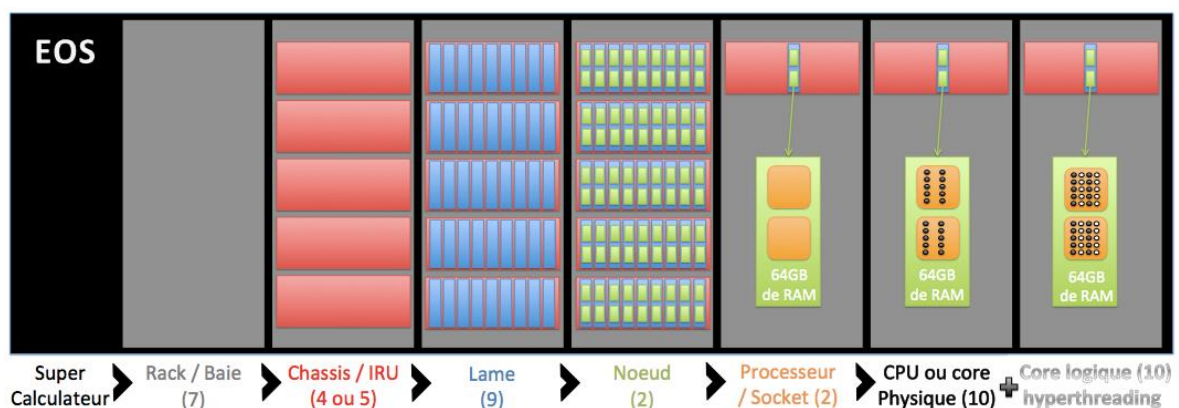 EOS
64GB
de RAM
64GB
de RAM
64GB
de RAM
Super
Calculateur
Rack / Baie
(7)
Chassis / IRU
(4 ou 5)
Lame
(9)
Noeud
(2)
Processeur
/ Socket (2)
CPU ou core
Physique (10)
Core logique (10)
hyperthreading